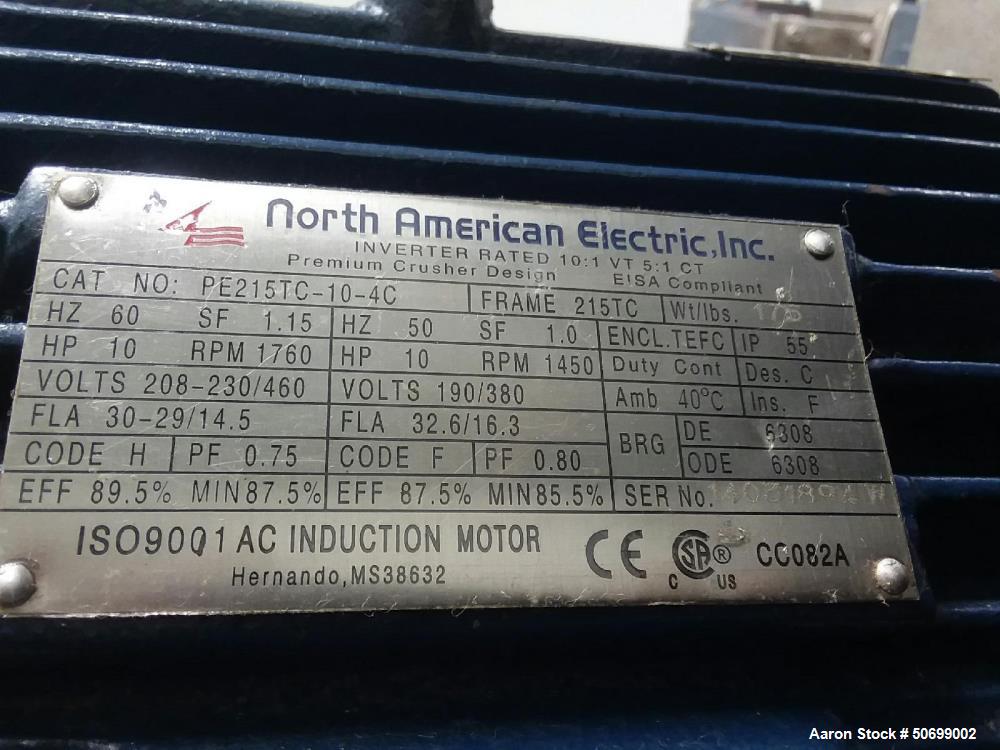 North American Electric,Inc.
INVERTER RATED 10:1 VT 5:1 CT
Premium Crusher Design EISA Compliant
CAT NO: PE215TC-10-4C FRAME 215TC Wt/lbs.
HZ 60 SF 1.15 HZ 50 SF 1.0 ENCL.TEFC IP 55
HP 10 RPM 1760 HP 10 RPM 1450 Duty Cont Des. C
VOLTS 208-230/460 VOLTS 190/380 Amb 40°C Ins. F
FLA 30-29/14.5 FLA 32.6/16.3 BRG DE 6308
CODE H PF 0.75 CODE F PF 0.80 ODE 6308
EFF 89.5% MIN87.5% EFF 87.5% MIN85.5% SER No.
ISO9001 AC INDUCTION MOTOR CE SA® CC082A
Hernando,MS38632 C US
Aaron Stock # 50699002